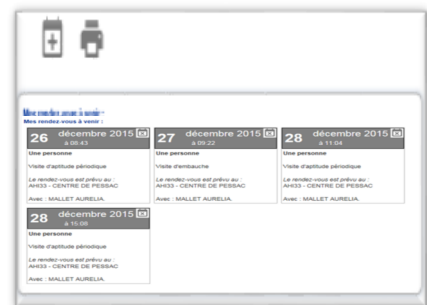 Mes rendez-vous à venir :
26 décembre 2015
à 08:43
Une personne
Visite d'aptitude périodique
Le rendez-vous est prévu au :
AHI33 - CENTRE DE PESSAC
Avec : MALLET AURELIA.
27 décembre 2015
à 09:22
Une personne
Visite d'embauche
Le rendez-vous est prévu au :
AHI33 - CENTRE DE PESSAC
Avec : MALLET AURELIA.
28 décembre 2015
à 11:04
Une personne
Visite d'aptitude périodique
Le rendez-vous est prévu au :
AHI33 - CENTRE DE PESSAC
Avec : MALLET AURELIA.
28 décembre 2015
à 15:08
Une personne
Visite d'aptitude périodique
Le rendez-vous est prévu au :
AHI33 - CENTRE DE PESSAC
Avec : MALLET AURELIA.